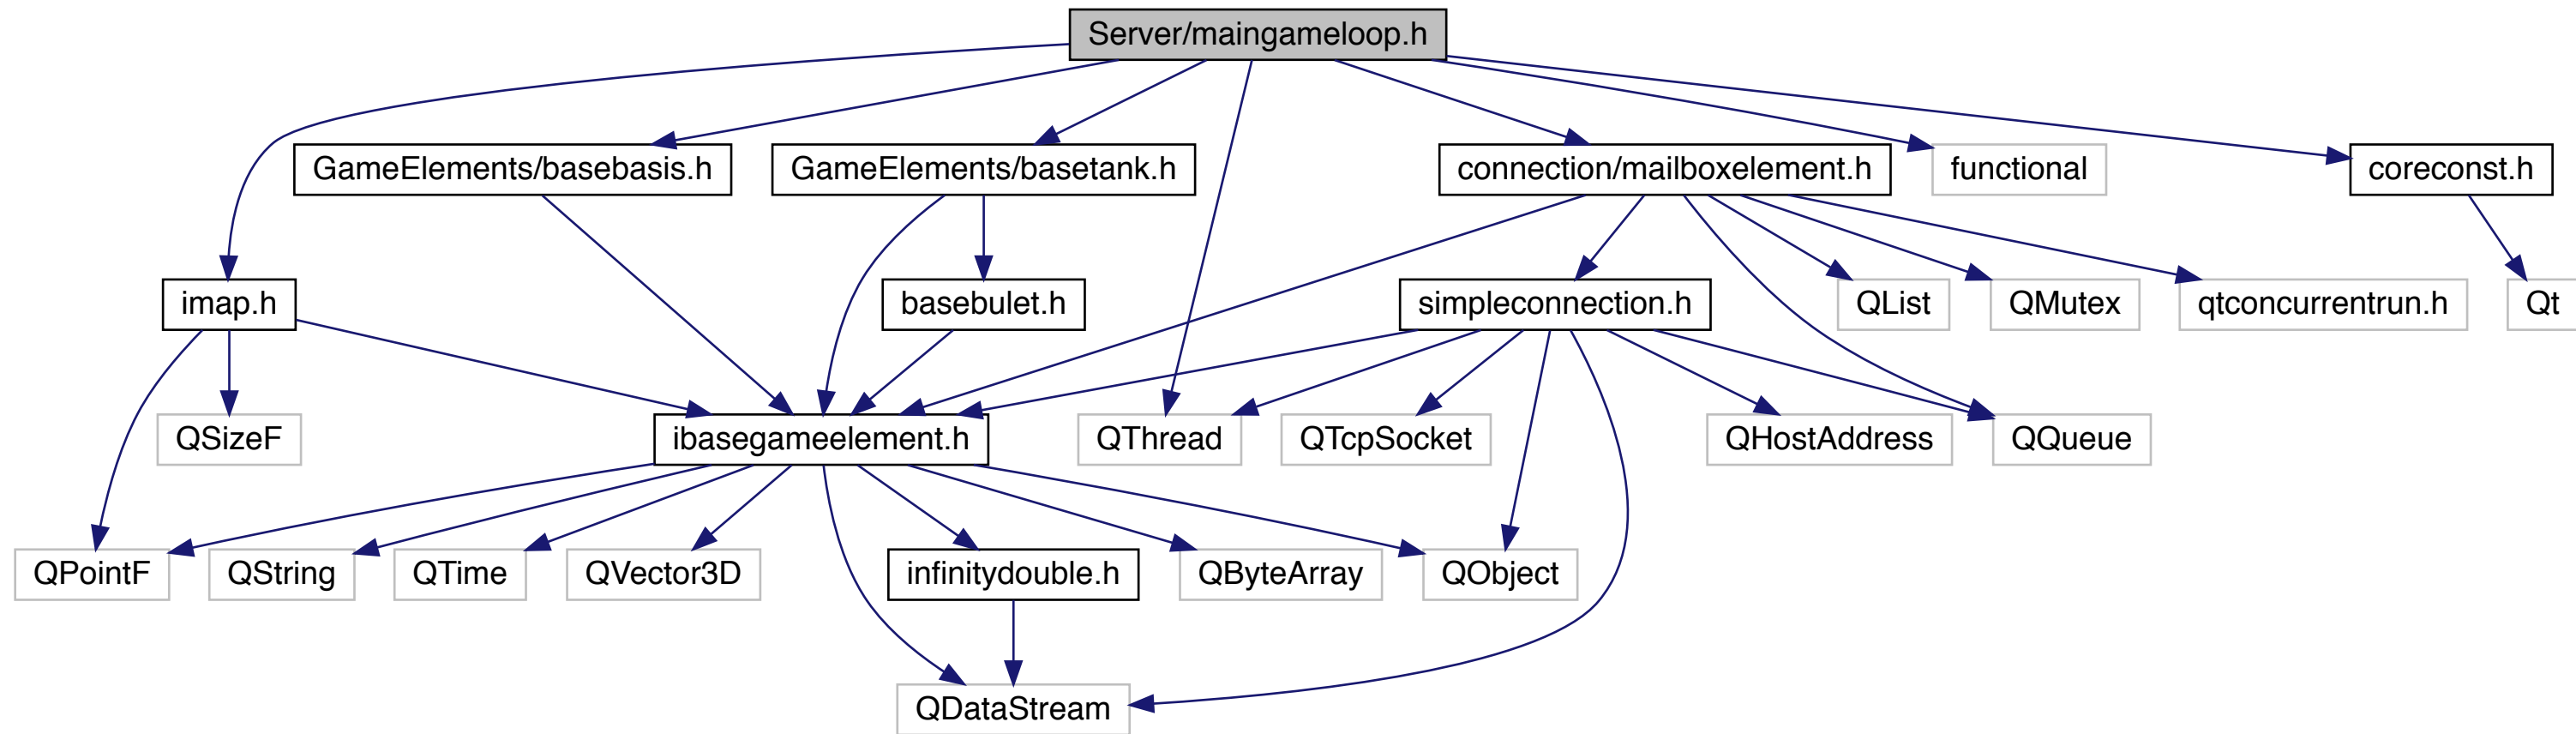 Server/maingameloop.h
GameElements/basebasis.h
GameElements/basetank.h
connection/mailboxelement.h
functional
coreconst.h
imap.h
basebulet.h
simpleconnection.h
QList
QMutex
qtconcurrentrun.h
Qt
QSizeF
ibasegameelement.h
QThread
QTcpSocket
QHostAddress
QQueue
QPointF
QString
QTime
QVector3D
infinitydouble.h
QByteArray
QObject
QDataStream